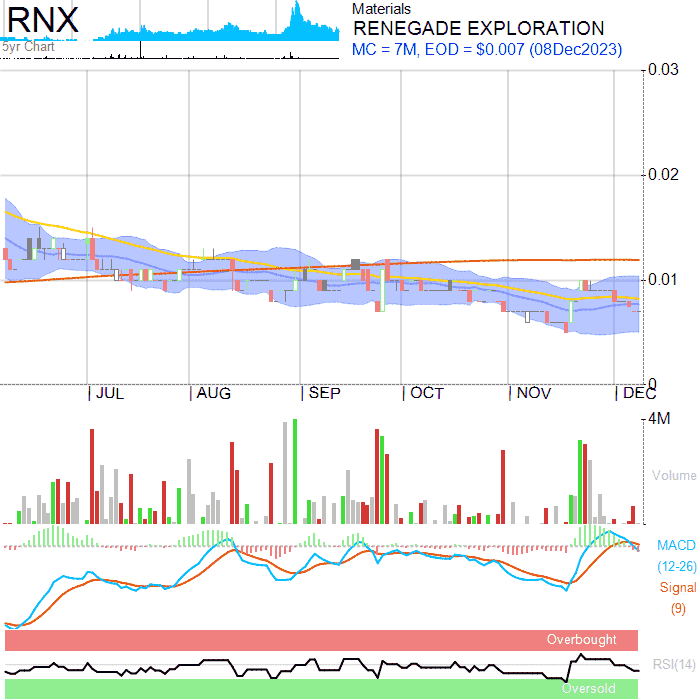 RNX
5yr Chart
Materials
RENEGADE EXPLORATION
MC = 7M, EOD = $0.007 (08Dec2023)
0.03
0.02
0.01
0
JUL AUG SEP OCT NOV DEC
4M
Volume
MACD
(12-26)
Signal
(9)
Overbought
RSI(14)
Oversold